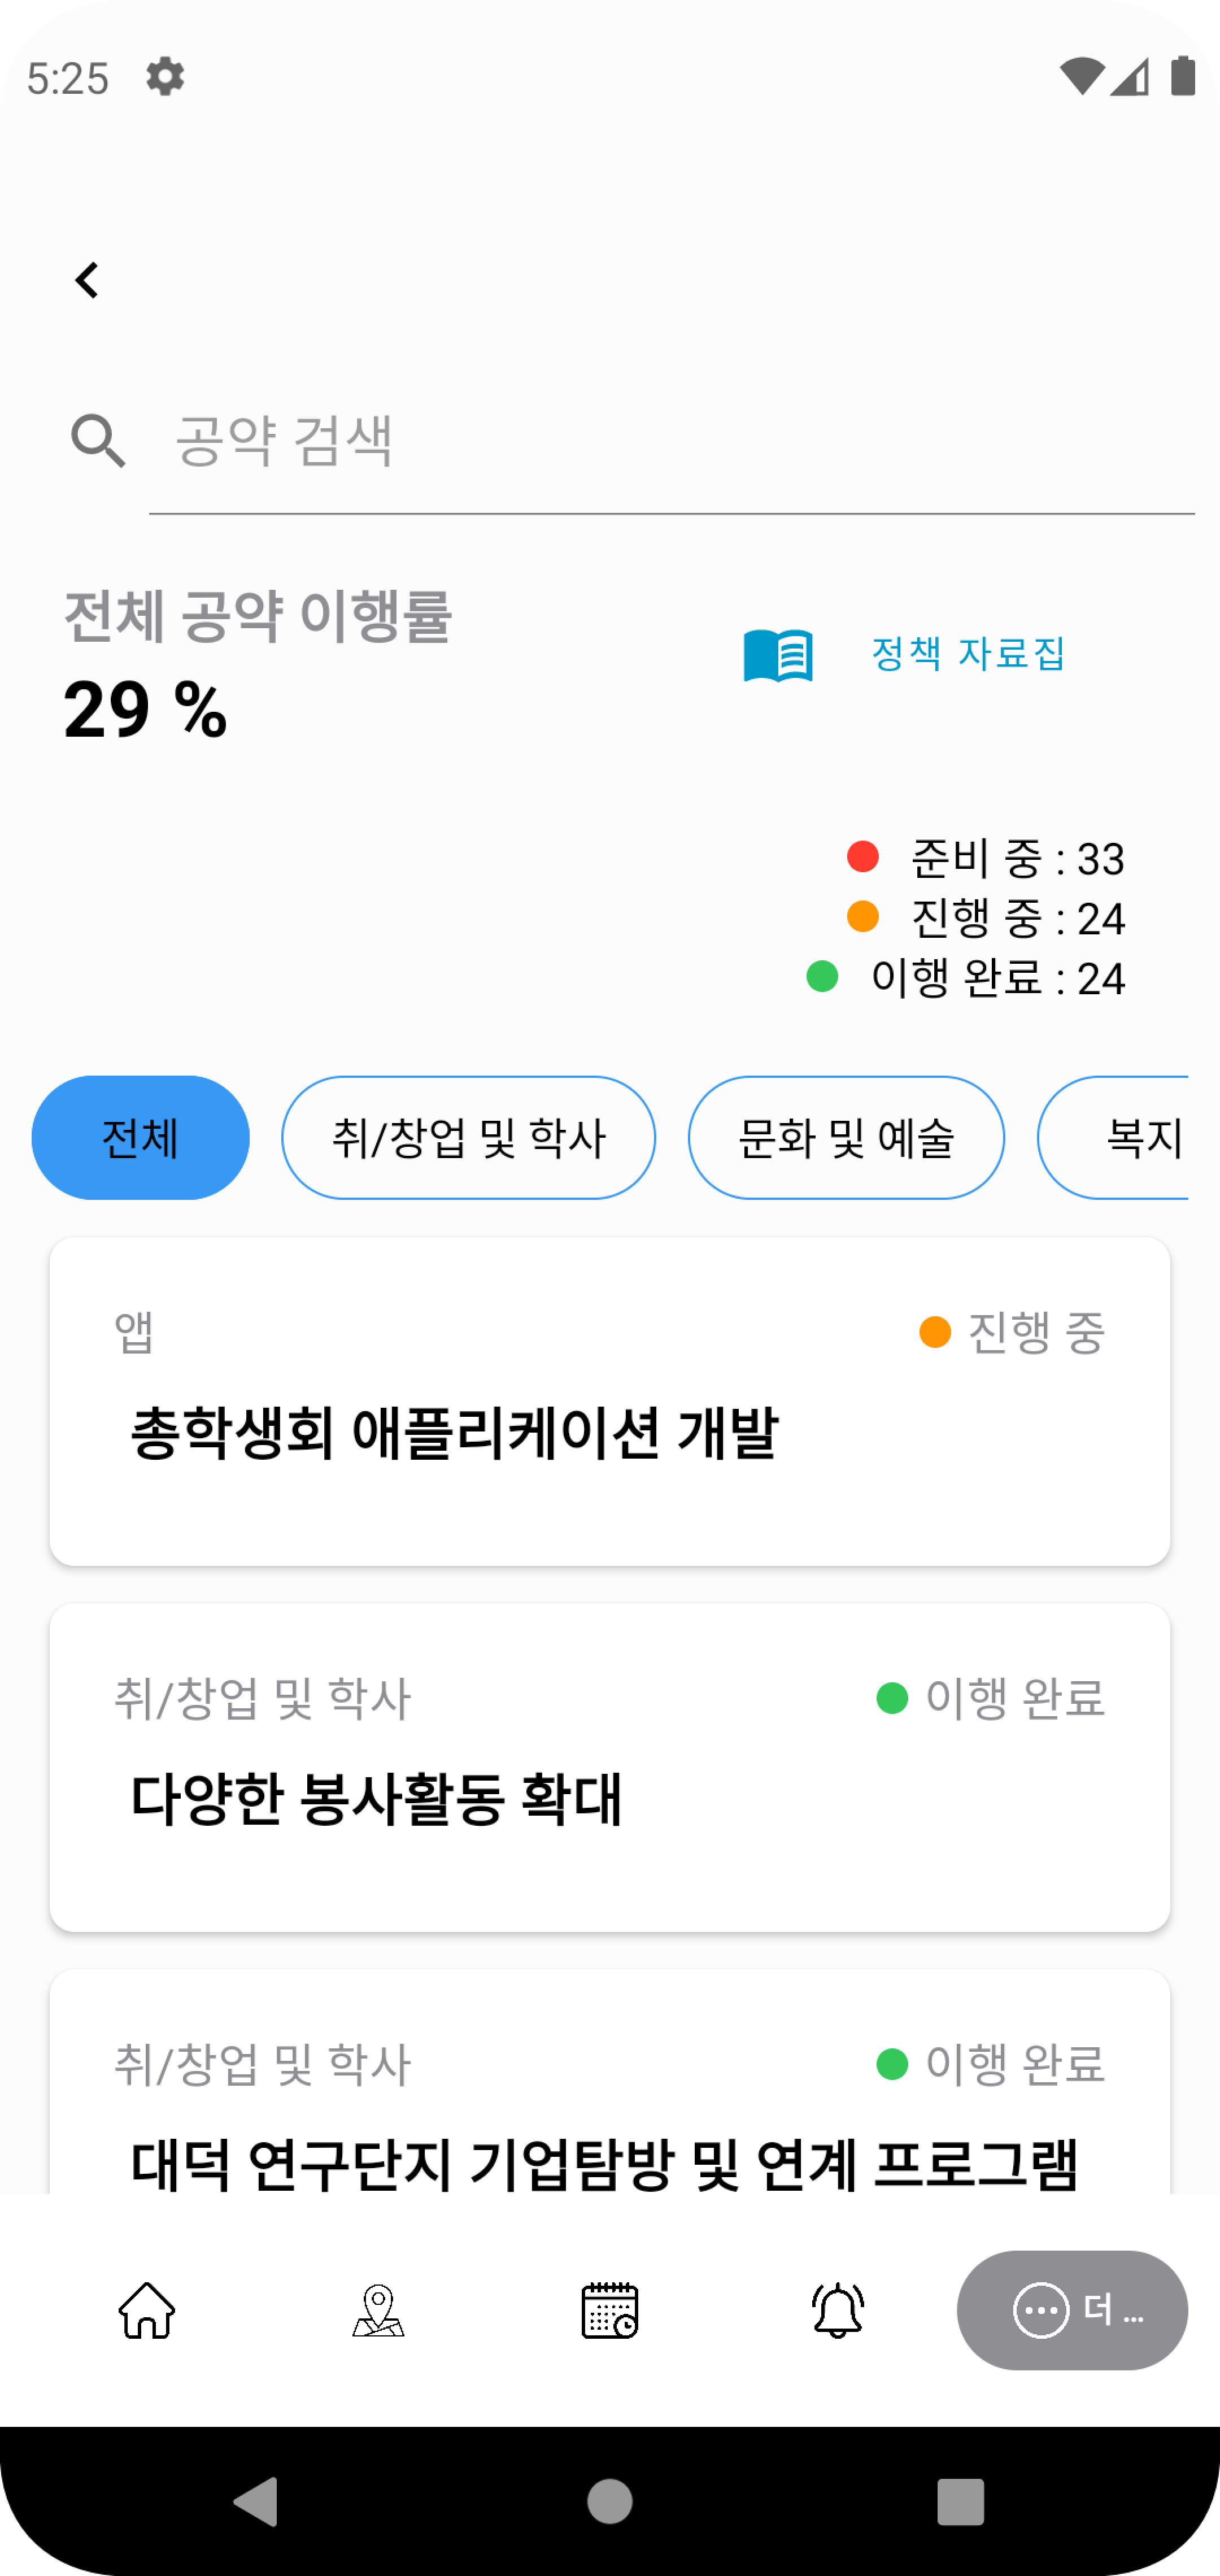 5:25
공약 검색
전체 공약 이행률
29 %
정책 자료집
준비 중 : 33
진행 중 : 24
이행 완료 : 24
전체
취/창업 및 학사
문화 및 예술
복지
앱
진행 중
총학생회 애플리케이션 개발
취/창업 및 학사
이행 완료
다양한 봉사활동 확대
취/창업 및 학사
이행 완료
대덕 연구단지 기업탐방 및 연계 프로그램
더 ...